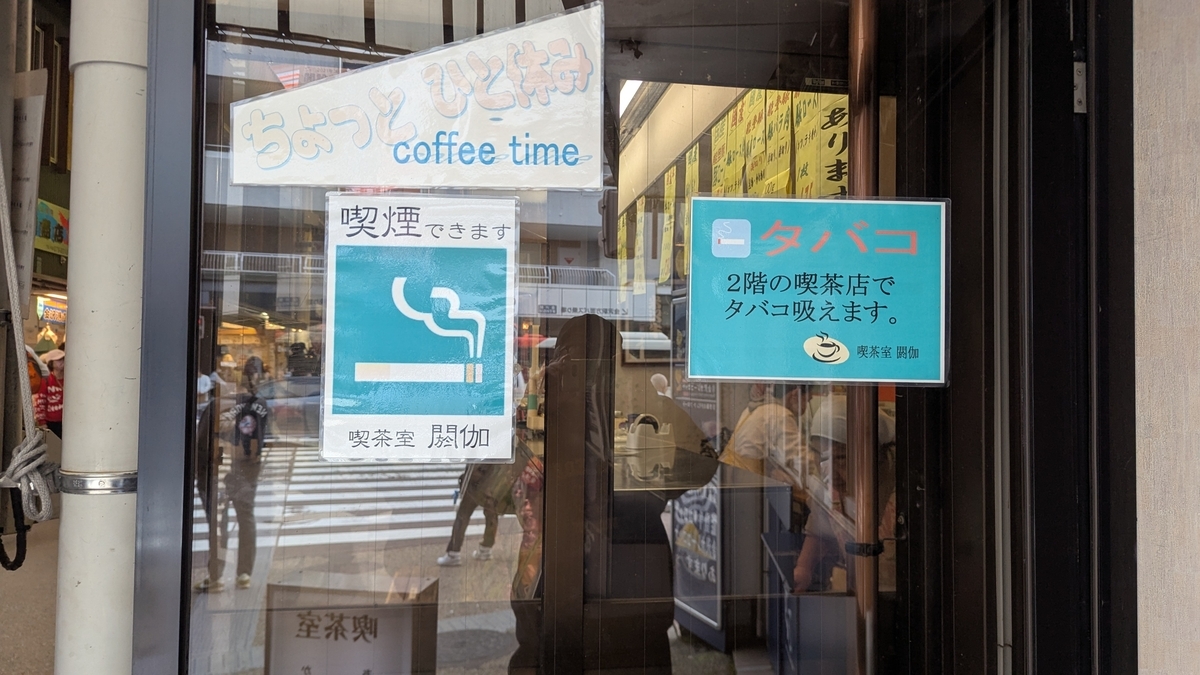 ちょっと ひと休み
coffee time
喫煙できます
喫茶室 閼伽
タバコ
2階の喫茶店で
タバコ吸えます。
喫茶室 閼伽
あります
喫茶室